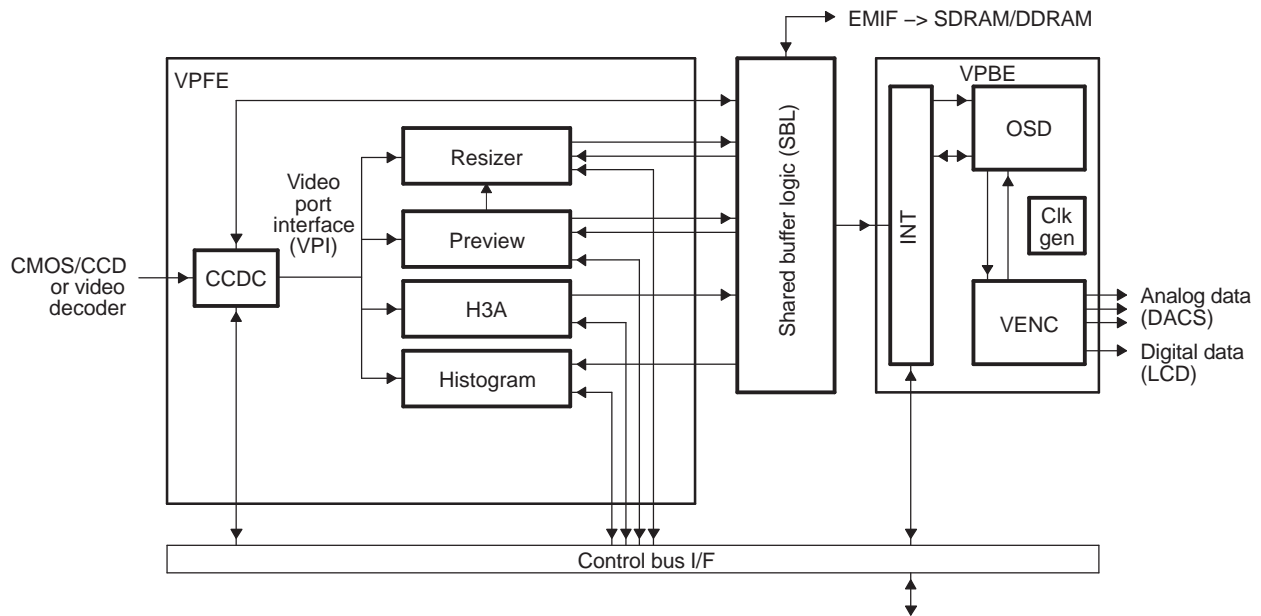 EMIF –> SDRAM/DDRAM
VPFE
VPBE
Resizer
Video
port
interface
(VPI)
Preview
CMOS/CCD
or video
decoder
CCDC
H3A
Histogram
Shared buffer logic (SBL)
INT
OSD
Clk
gen
VENC
Analog data
(DACS)
Digital data
(LCD)
Control bus I/F